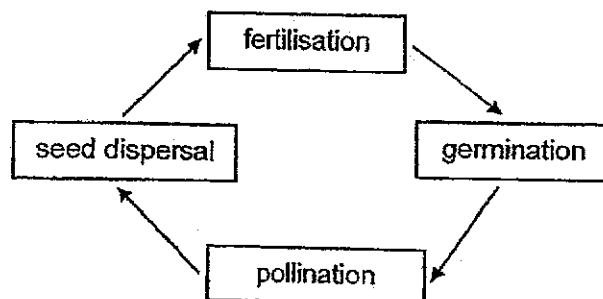 fertilisation
seed dispersal
germination
pollination